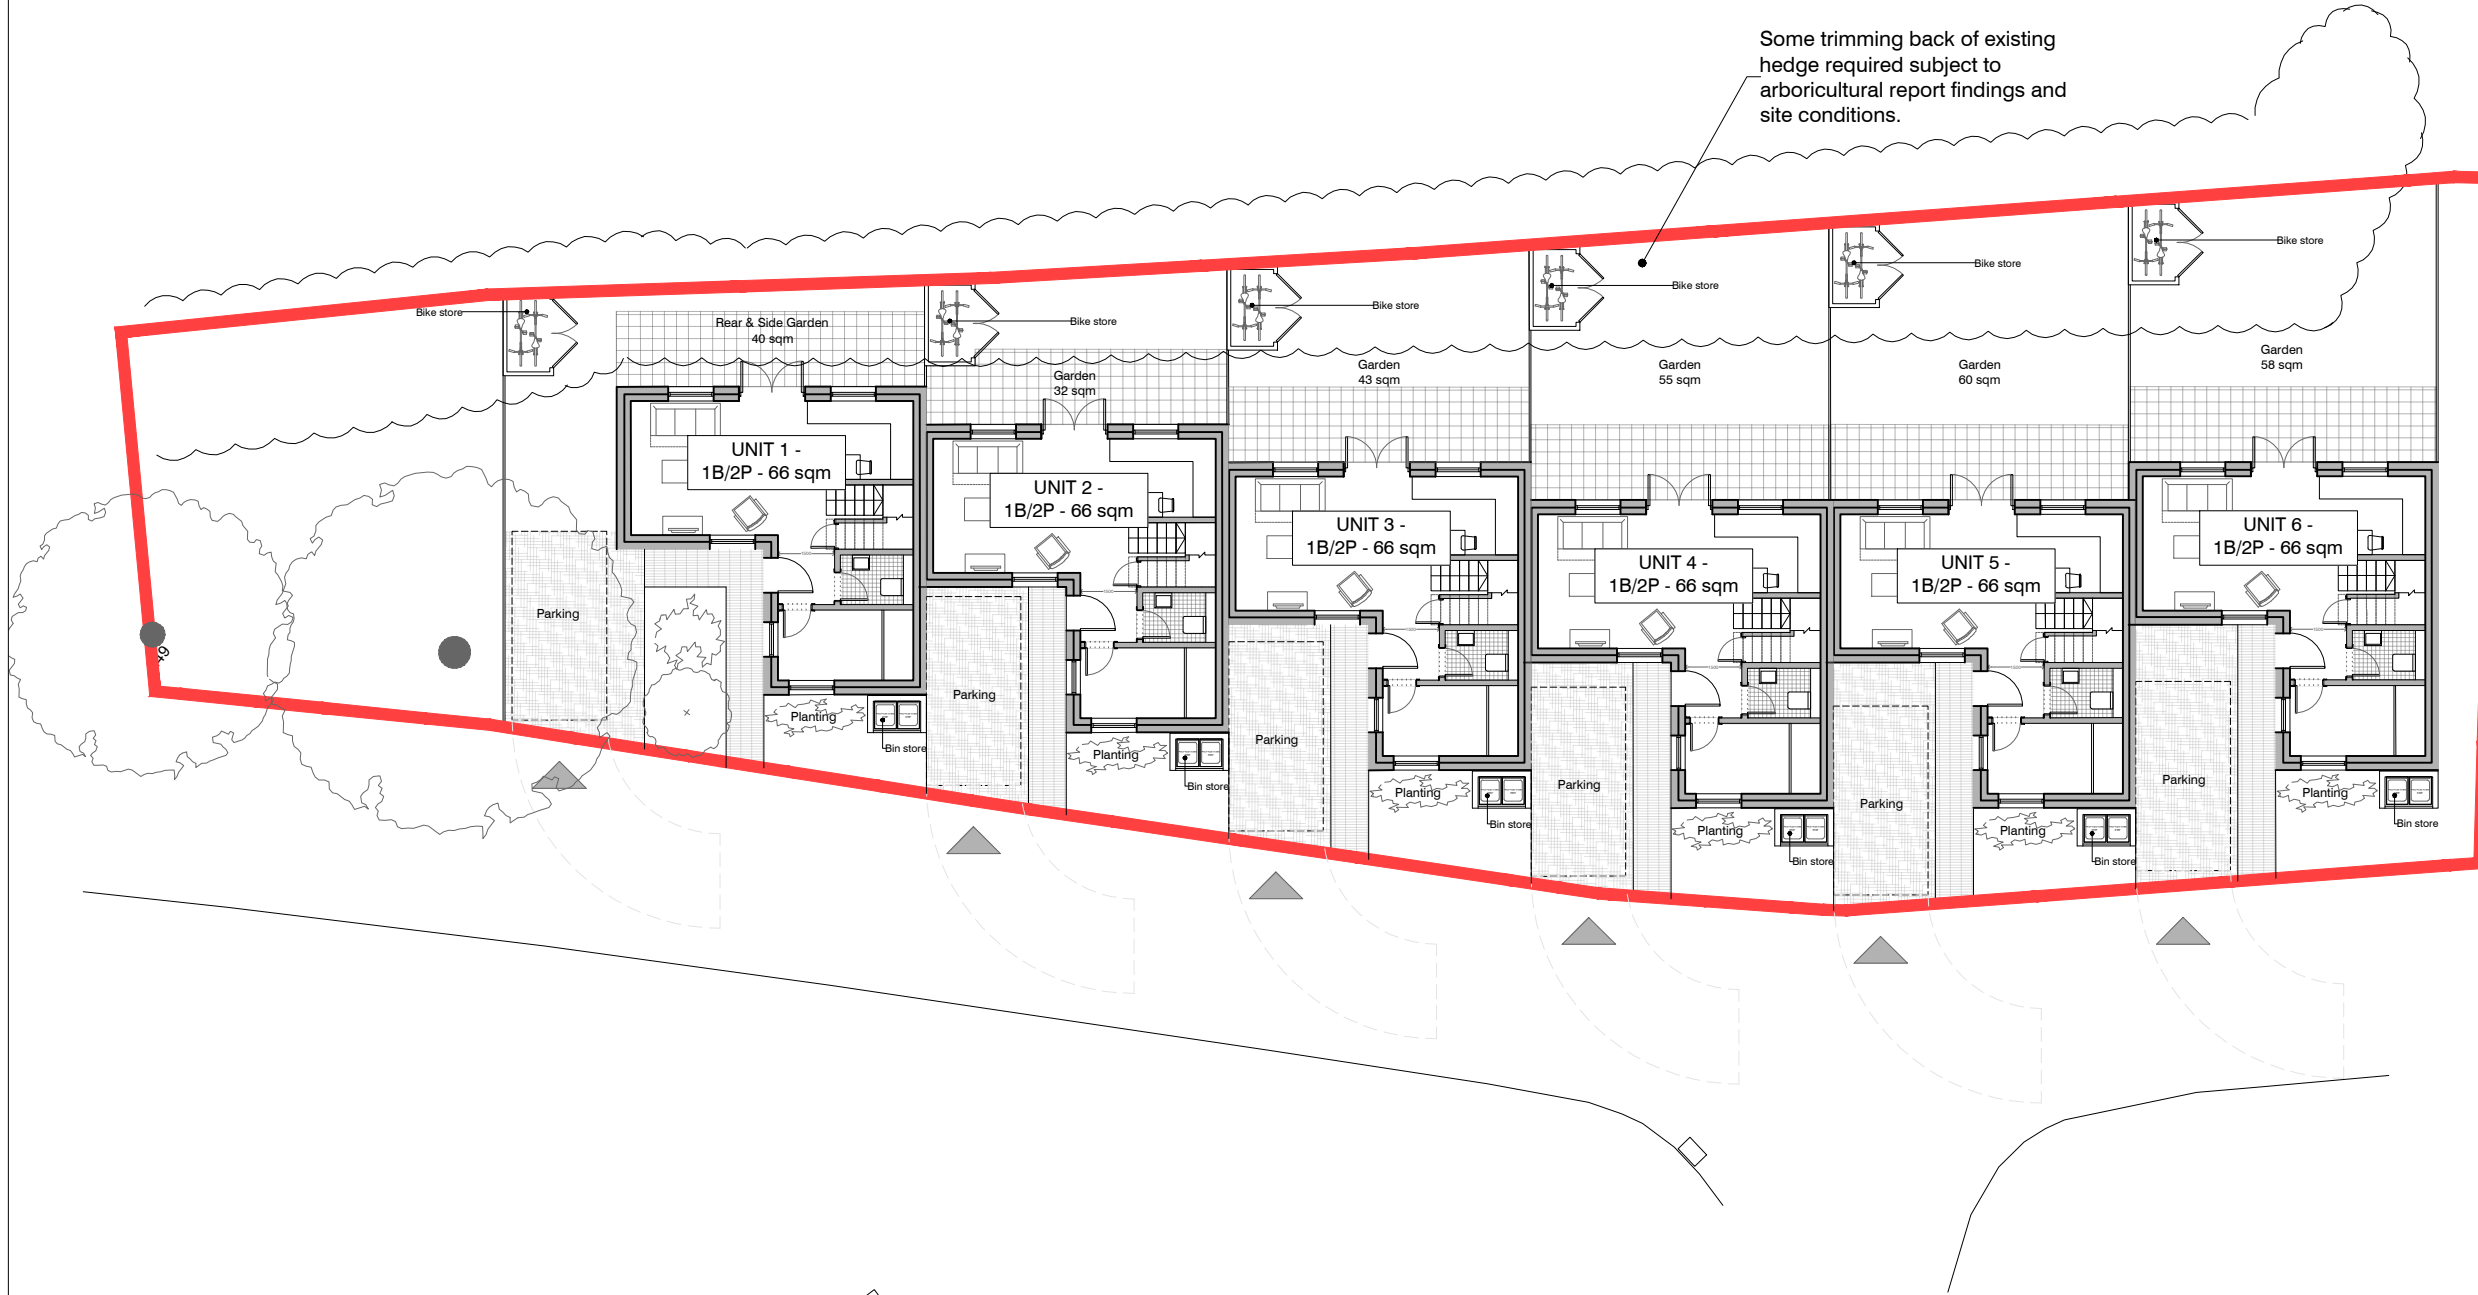 Some trimming back of existing
hedge required subject to
arboricultural report findings and
site conditions.
Bike store
Bike store
Bike store
Bike store
Bike store
Bike store
Rear & Side Garden
40 sqm
Garden
32 sqm
Garden
43 sqm
Garden
55 sqm
Garden
60 sqm
Garden
58 sqm
UNIT 1 -
1B/2P - 66 sqm
UNIT 2 -
1B/2P - 66 sqm
UNIT 3 -
1B/2P - 66 sqm
UNIT 4 -
1B/2P - 66 sqm
UNIT 5 -
1B/2P - 66 sqm
UNIT 6 -
1B/2P - 66 sqm
Parking
Parking
Parking
Parking
Parking
Parking
Planting
Planting
Planting
Planting
Planting
Planting
Bin store
Bin store
Bin store
Bin store
Bin store
Bin store